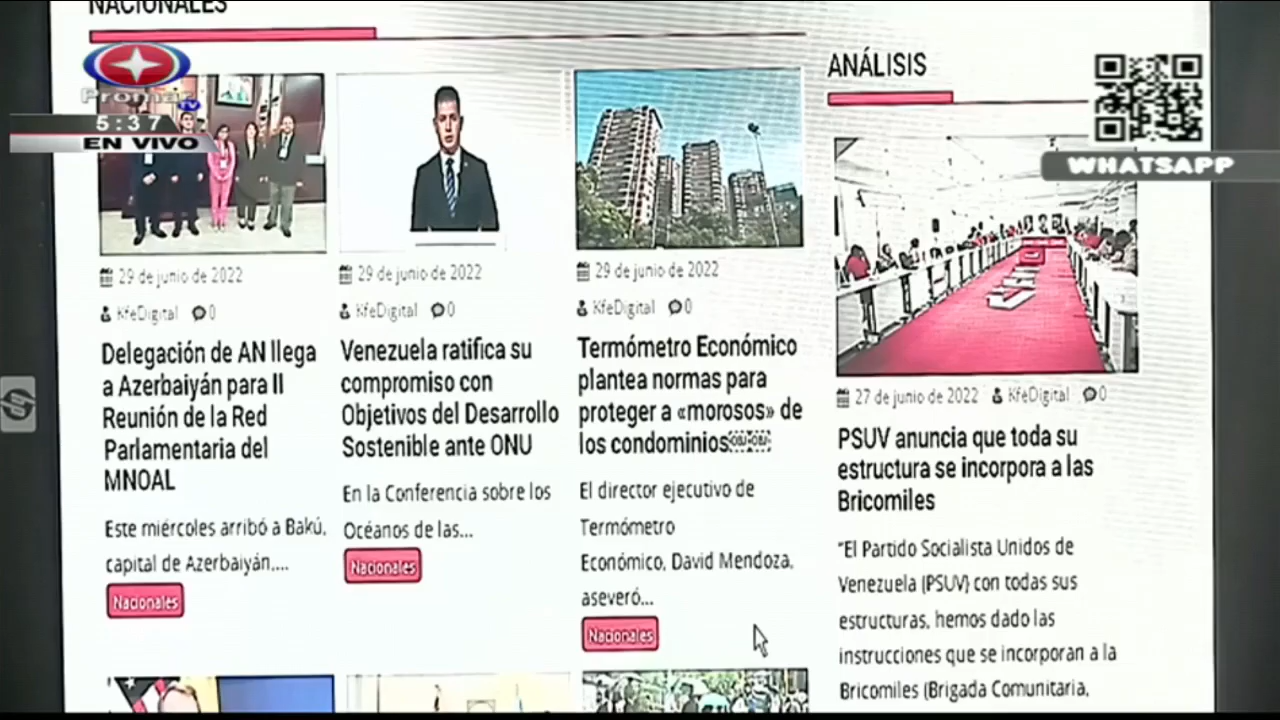 NACIONALES
Promar
TV
5:37
EN VIVO
WHATSAPP
29 de junio de 2022
KfeDigital 0
Delegación de AN llega
a Azerbaiyán para II
Reunión de la Red
Parlamentaria del
MNOAL
Este miércoles arribó a Bakú,
capital de Azerbaiyán,...
Nacionales
29 de junio de 2022
KfeDigital 0
Venezuela ratifica su
compromiso con
Objetivos del Desarrollo
Sostenible ante ONU
En la Conferencia sobre los
Océanos de las...
Nacionales
29 de junio de 2022
KfeDigital 0
Termómetro Económico
plantea normas para
proteger a «morosos» de
los condominios
El director ejecutivo de
Termómetro
Económico, David Mendoza,
aseveró...
Nacionales
ANÁLISIS
27 de junio de 2022 KfeDigital 0
PSUV anuncia que toda su
estructura se incorpora a las
Bricomiles
“El Partido Socialista Unidos de
Venezuela (PSUV) con todas sus
estructuras, hemos dado las
instrucciones que se incorporan a la
Bricomiles (Brigada Comunitaria,